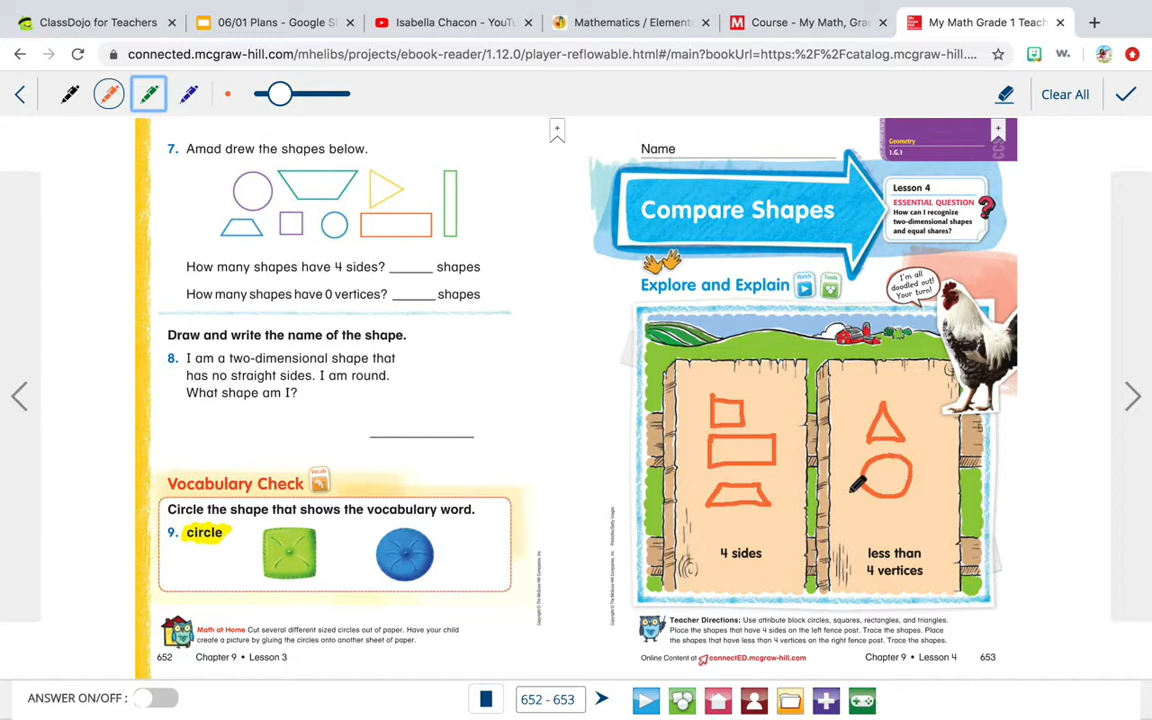 ClassDojo for Teachers
06/01 Plans - Google Sl
Isabella Chacon - YouTu
Mathematics / Element
Course - My Math, Grad
My Math Grade 1 Teach
connected.mcgraw-hill.com/mhelibs/projects/ebook-reader/1.12.0/player-reflowable.html#/main?bookUrl=https:%2F%2Fcatalog.mcgraw-hill.com....
w.
Clear All
7. Amad drew the shapes below.
How many shapes have 4 sides? ______ shapes
How many shapes have 0 vertices? ______ shapes
Draw and write the name of the shape.
8. I am a two-dimensional shape that
has no straight sides. I am round.
What shape am I?
Vocabulary Check
Vocab
Circle the shape that shows the vocabulary word.
9. circle
Math at Home Cut several different sized circles out of paper. Have your child
create a picture by gluing the circles onto another sheet of paper.
652 Chapter 9 • Lesson 3
Name
Geometry
1.G.1
CCSS
Compare Shapes
Lesson 4
ESSENTIAL QUESTION
How can I recognize
two-dimensional shapes
and equal shares?
?
Explore and Explain
Watch
Tools
I'm all
doodled out!
Your turn!
4 sides
less than
4 vertices
Teacher Directions: Use attribute block circles, squares, rectangles, and triangles.
Place the shapes that have 4 sides on the left fence post. Trace the shapes. Place
the shapes that have less than 4 vertices on the right fence post. Trace the shapes.
Online Content at connectED.mcgraw-hill.com
Chapter 9 • Lesson 4 653
ANSWER ON/OFF :
652 - 653